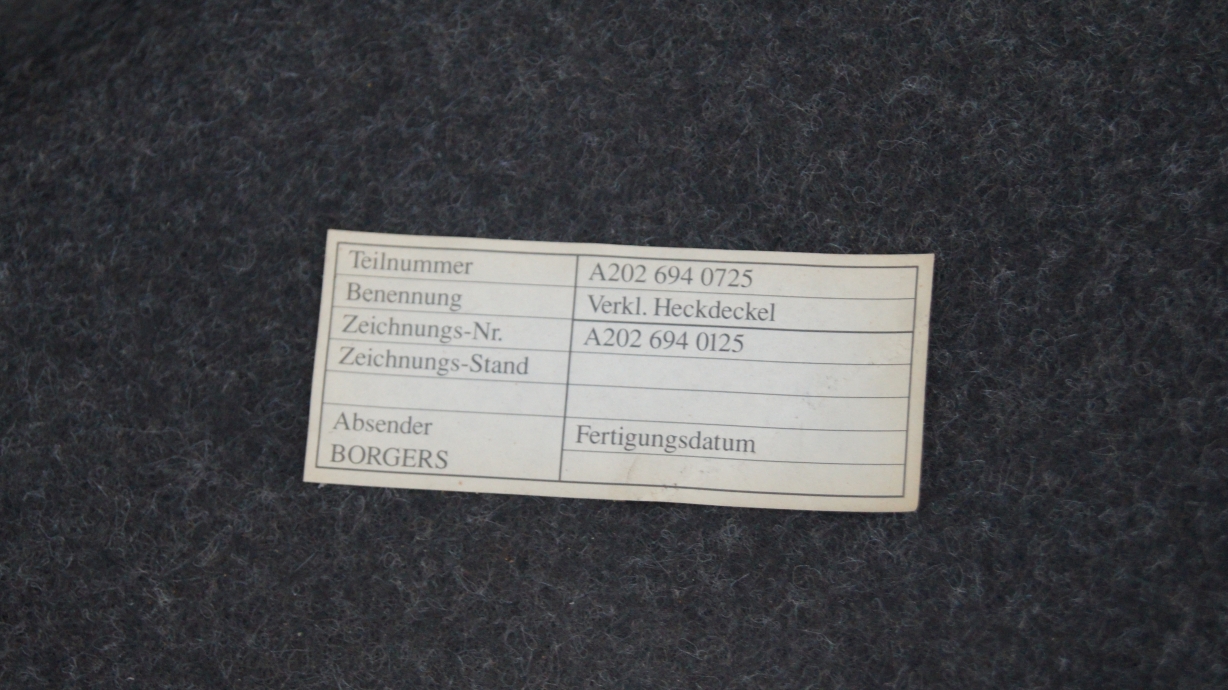 Teilnummer A202 694 0725
Benennung Verkl. Heckdeckel
Zeichnungs-Nr. A202 694 0125
Zeichnungs-Stand
Absender Fertigungsdatum
BORGERS